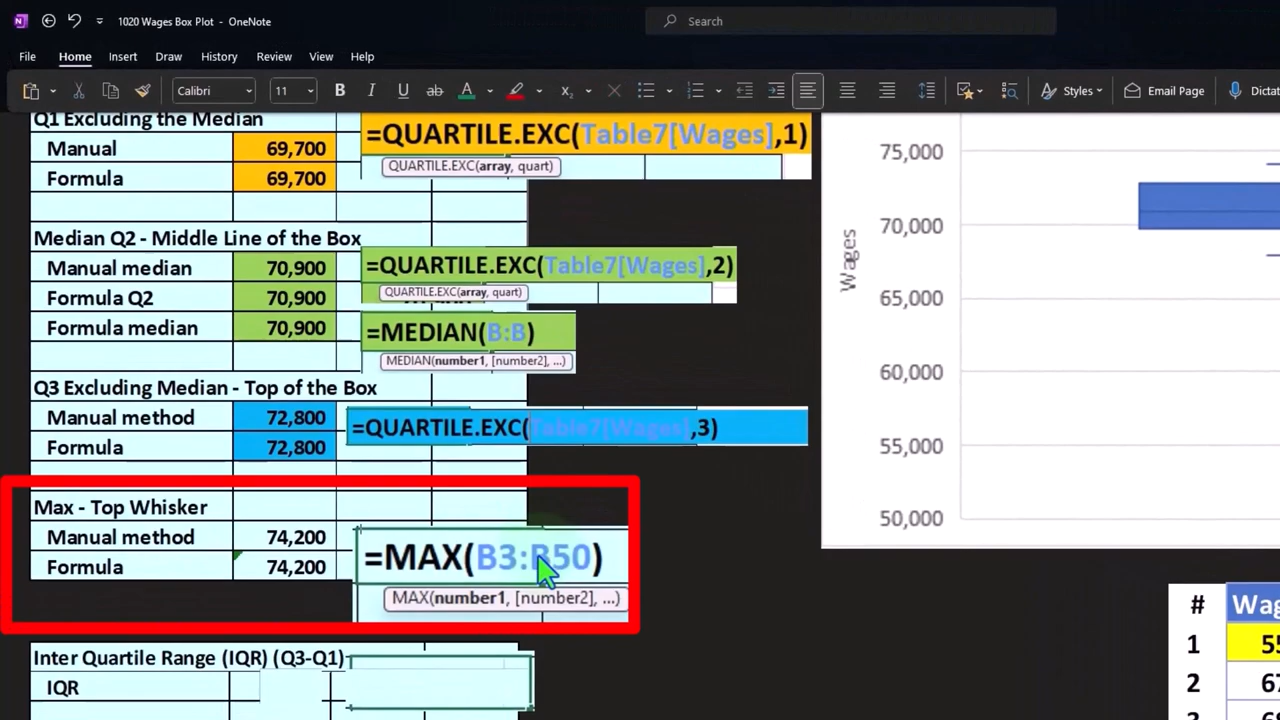 1020 Wages Box Plot - OneNote
Search
File Home Insert Draw History Review View Help
Calibri 11 Styles Email Page Dictat
Q1 Excluding the Median
Manual 69,700
Formula 69,700
=QUARTILE.EXC(Table7[Wages],1)
QUARTILE.EXC(array, quart)
Median Q2 - Middle Line of the Box
Manual median 70,900
Formula Q2 70,900
Formula median 70,900
=QUARTILE.EXC(Table7[Wages],2)
QUARTILE.EXC(array, quart)
=MEDIAN(B:B)
MEDIAN(number1, [number2], ...)
Q3 Excluding Median - Top of the Box
Manual method 72,800
Formula 72,800
=QUARTILE.EXC(Table7[Wages],3)
Max - Top Whisker
Manual method 74,200
Formula 74,200
=MAX(B3:B50)
MAX(number1, [number2], ...)
Inter Quartile Range (IQR) (Q3-Q1)
IQR
Wages
75,000
70,000
65,000
60,000
55,000
50,000
# Wag
1 55
2 67
3